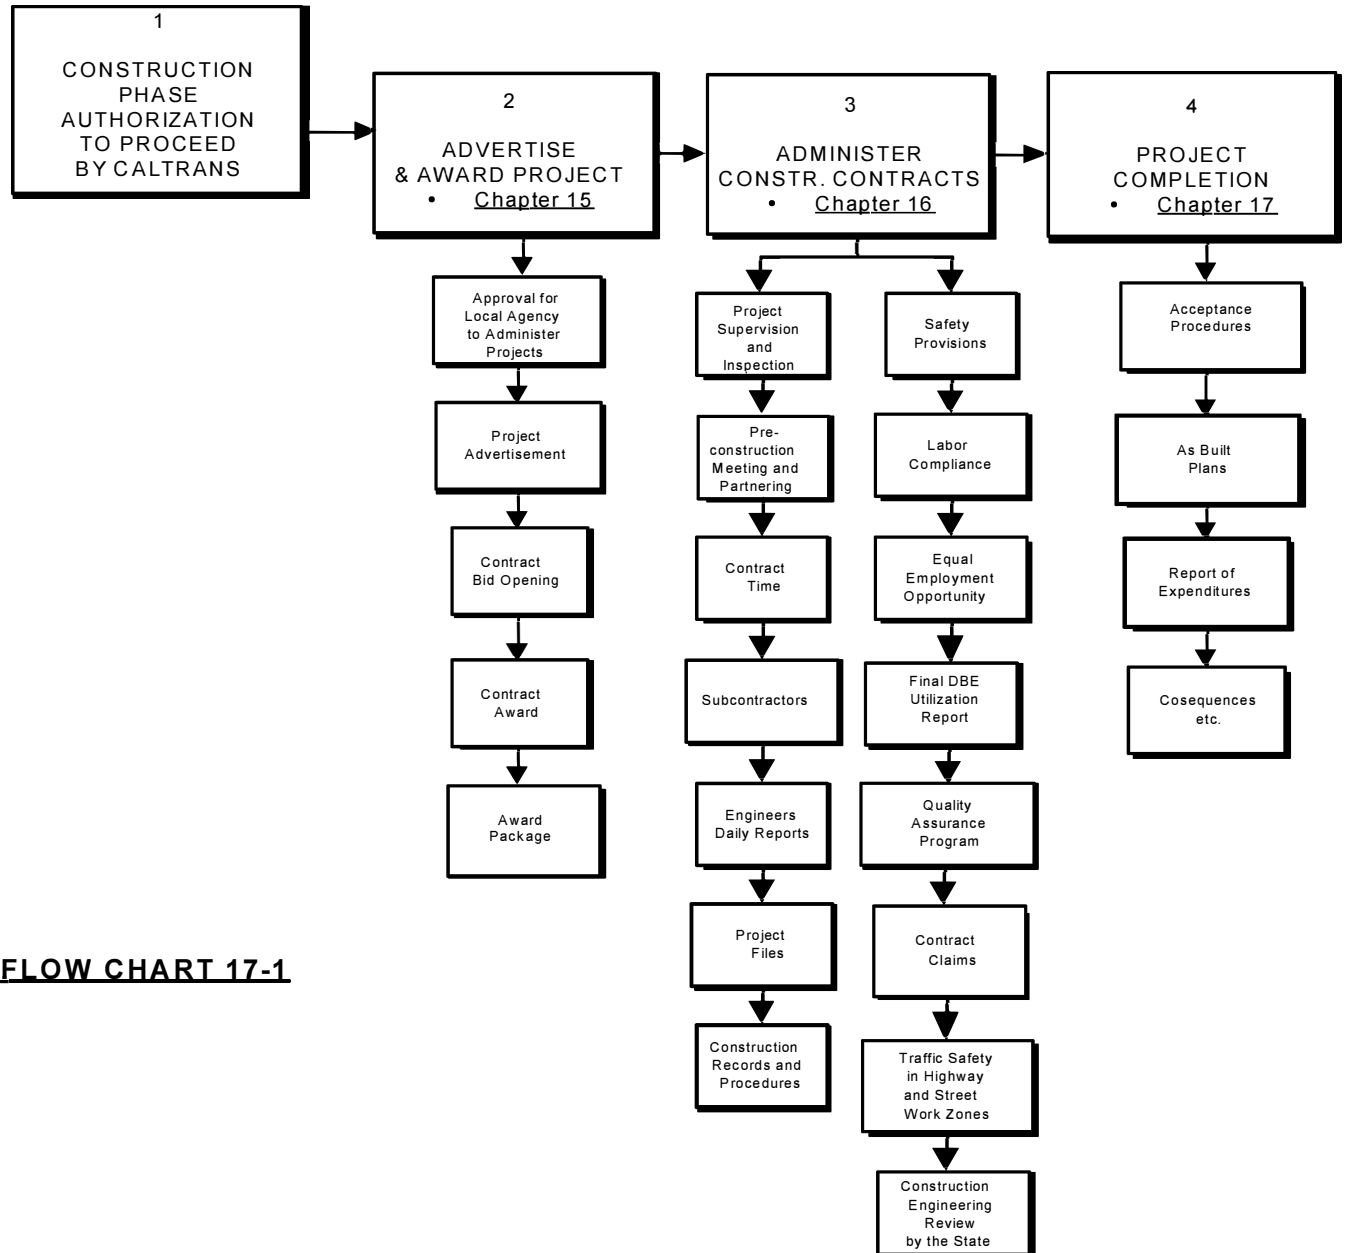 1
CONSTRUCTION
PHASE
AUTHORIZATION
TO PROCEED
BY CALTRANS
2
ADVERTISE
& AWARD PROJECT
• Chapter 15
3
ADMINISTER
CONSTR. CONTRACTS
• Chapter 16
4
PROJECT
COMPLETION
• Chapter 17
Approval for
Local Agency
to Administer
Projects
Project
Advertisement
Contract
Bid Opening
Contract
Award
Award
Package
Project
Supervision
and
Inspection
Pre-
construction
Meeting and
Partnering
Contract
Time
Subcontractors
Engineers
Daily Reports
Project
Files
Construction
Records and
Procedures
Safety
Provisions
Labor
Compliance
Equal
Employment
Opportunity
Final DBE
Utilization
Report
Quality
Assurance
Program
Contract
Claims
Traffic Safety
in Highway
and Street
Work Zones
Construction
Engineering
Review
by the State
Acceptance
Procedures
As Built
Plans
Report of
Expenditures
Cosequences
etc.
FLOW CHART 17-1